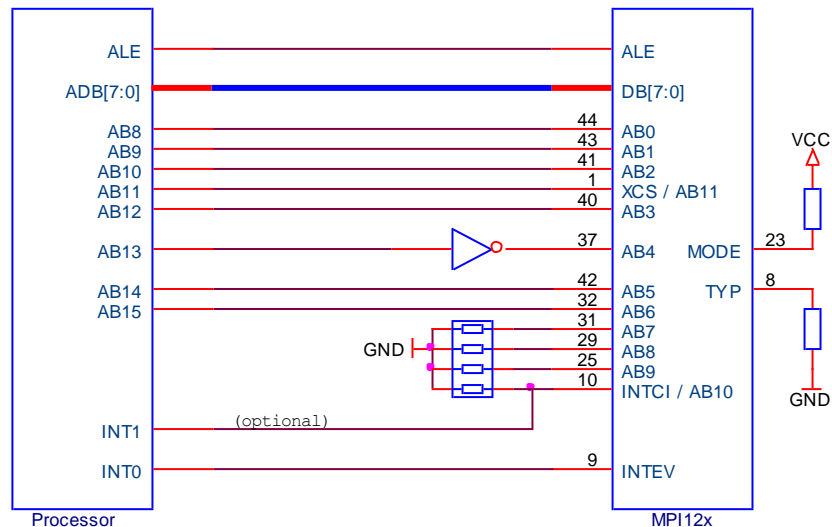 ALE ALE
ADB[7:0] DB[7:0]
AB8 44 AB0
AB9 43 AB1
AB10 41 AB2
AB11 1 XCS / AB11
AB12 40 AB3
VCC
AB13 37 AB4 MODE 23
AB14 42 AB5 TYP 8
AB15 32 AB6
31 AB7
GND 29 AB8
25 AB9
10 INTCI / AB10
GND
INT1 (optional)
INT0 9 INTEV
Processor MPI12x